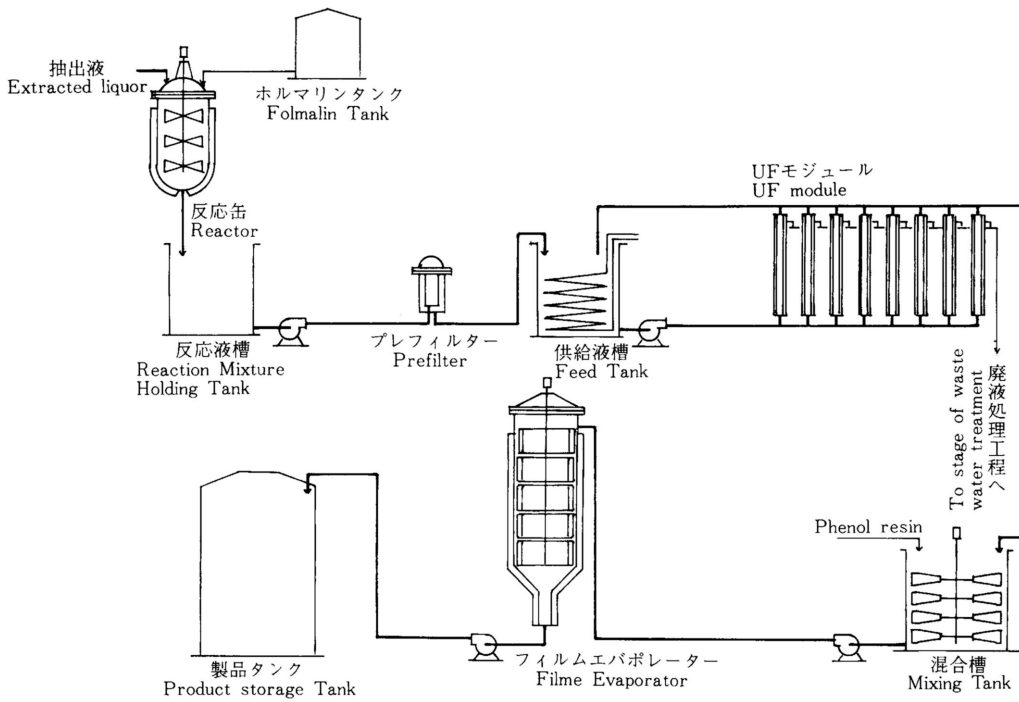 抽出液
Extracted liquor
ホルマリンタンク
Folmalin Tank
反応缶
Reactor
UFモジュール
UF module
反応液槽
Reaction Mixture
Holding Tank
プレフィルター
Prefilter
供給液槽
Feed Tank
To stage of waste
water treatment
廃液処理工程へ
Phenol resin
製品タンク
Product storage Tank
フィルムエバポレーター
Filme Evaporator
混合槽
Mixing Tank